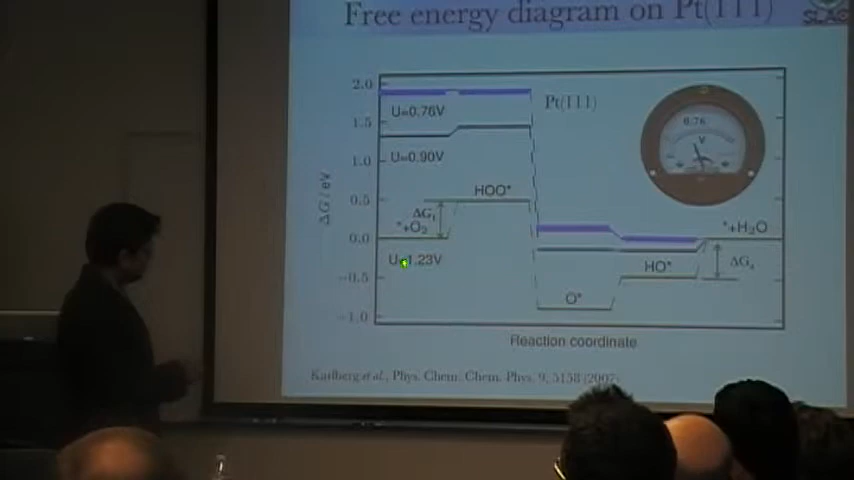 Free energy diagram on Pt(111)
SLAC
2.0
1.5
1.0
0.5
0.0
−0.5
−1.0
ΔG / eV
U=0.76V
Pt(111)
0.76
V
U=0.90V
HOO*
ΔG₁
*+O₂
*+H₂O
U=1.23V
HO*
ΔG₄
O*
Reaction coordinate
Karlberg et al., Phys. Chem. Chem. Phys. 9, 5158 (2007)